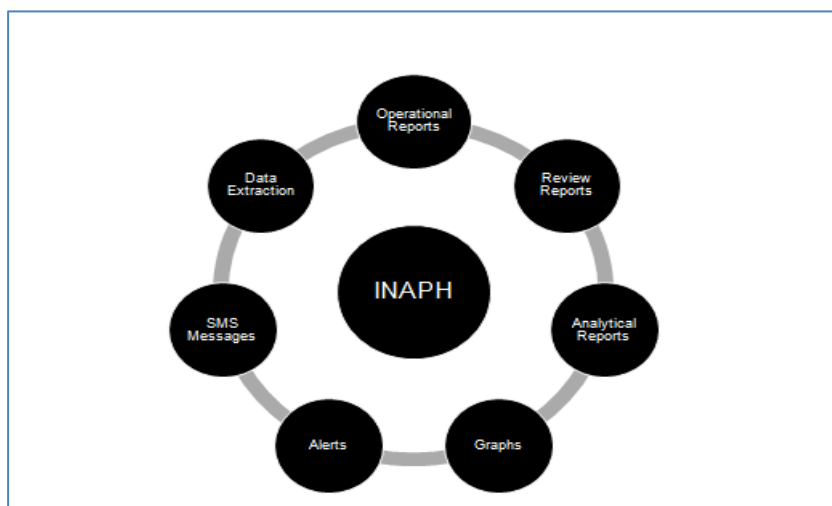 Operational
Reports
Review
Reports
Analytical
Reports
Graphs
Alerts
SMS
Messages
Data
Extraction
INAPH